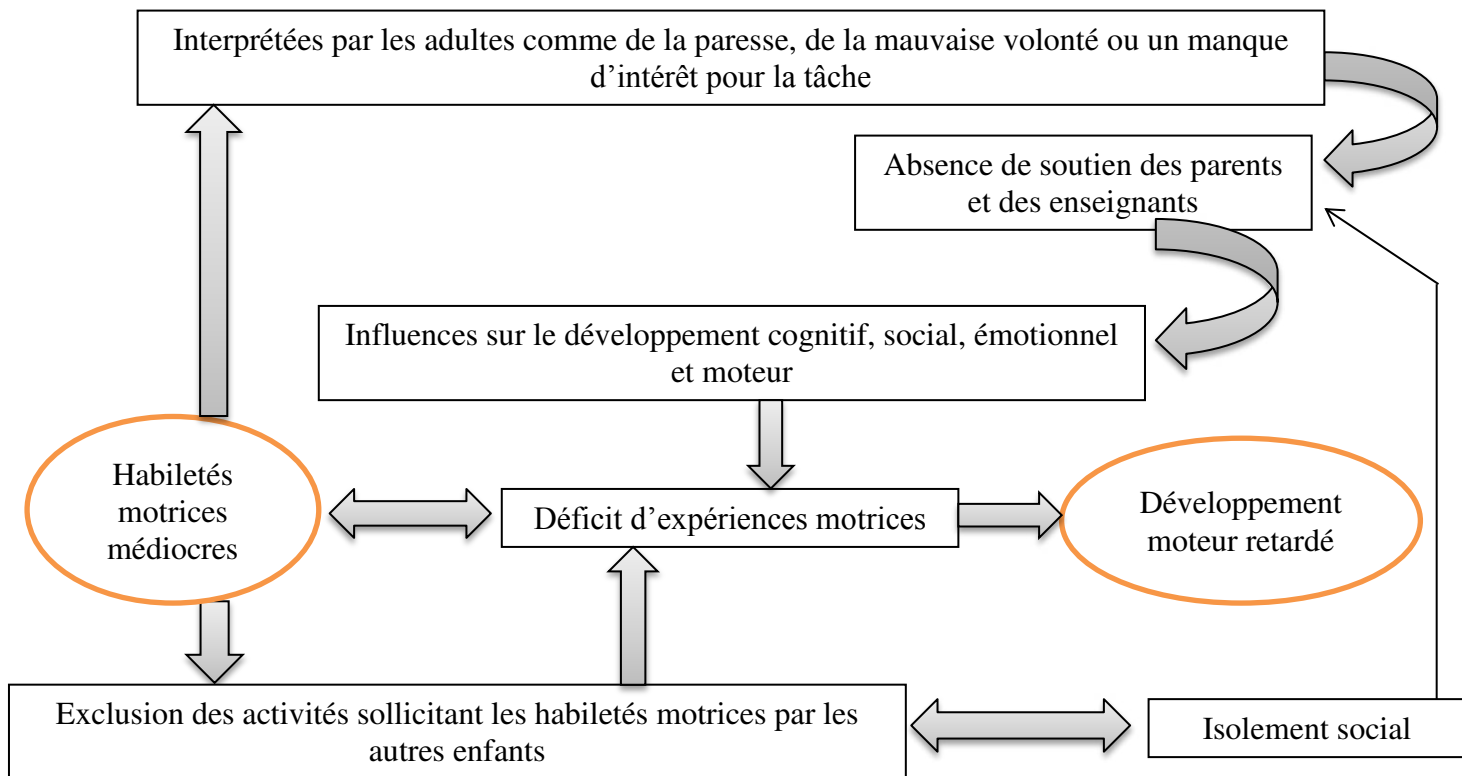 Interprétées par les adultes comme de la paresse, de la mauvaise volonté ou un manque
d’intérêt pour la tâche
Absence de soutien des parents
et des enseignants
Influences sur le développement cognitif, social, émotionnel
et moteur
Habiletés
motrices
médiocres
Déficit d’expériences motrices
Développement
moteur retardé
Exclusion des activités sollicitant les habiletés motrices par les
autres enfants
Isolement social